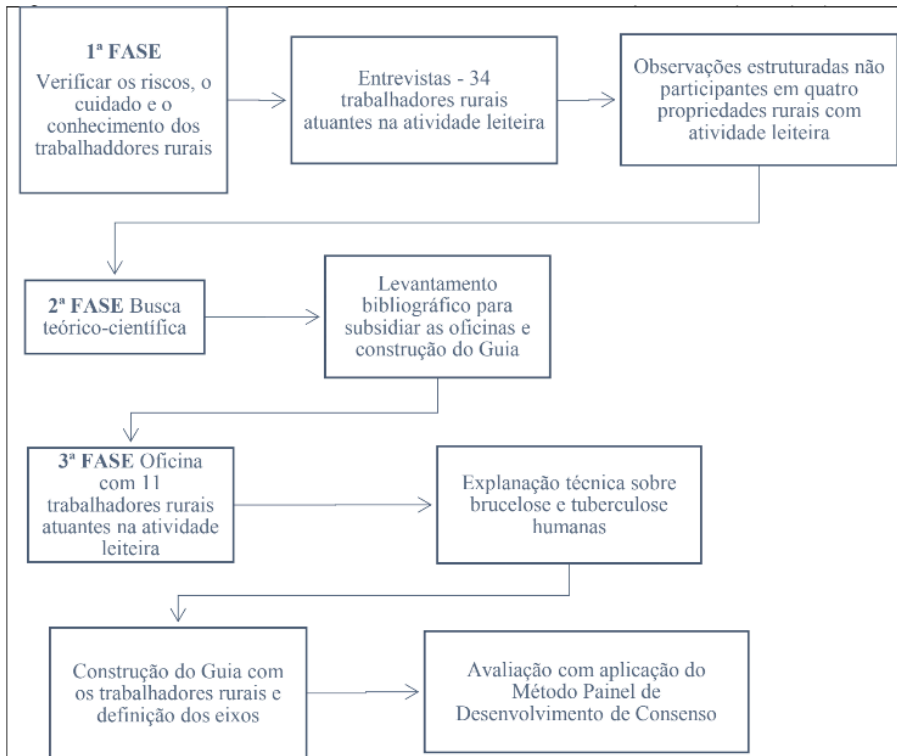 1ª FASE
Verificar os riscos, o
cuidado e o
conhecimento dos
trabalhaddores rurais
Entrevistas - 34
trabalhadores rurais
atuantes na atividade leiteira
Observações estruturadas não
participantes em quatro
propriedades rurais com
atividade leiteira
2ª FASE Busca
teórico-científica
Levantamento
bibliográfico para
subsidiar as oficinas e
construção do Guia
3ª FASE Oficina
com 11
trabalhadores rurais
atuantes na atividade
leiteira
Explanação técnica sobre
brucelose e tuberculose
humanas
Construção do Guia com
os trabalhadores rurais e
definição dos eixos
Avaliação com aplicação do
Método Painel de
Desenvolvimento de Consenso